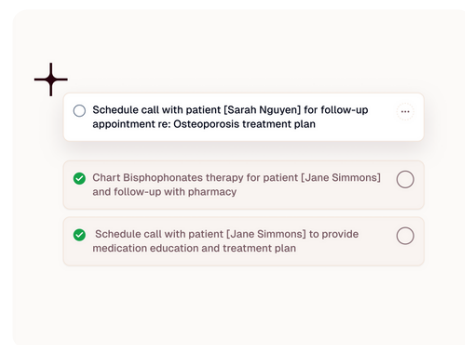 Schedule call with patient [Sarah Nguyen] for follow-up
appointment re: Osteoporosis treatment plan
Chart Bisphophonates therapy for patient [Jane Simmons]
and follow-up with pharmacy
Schedule call with patient [Jane Simmons] to provide
medication education and treatment plan